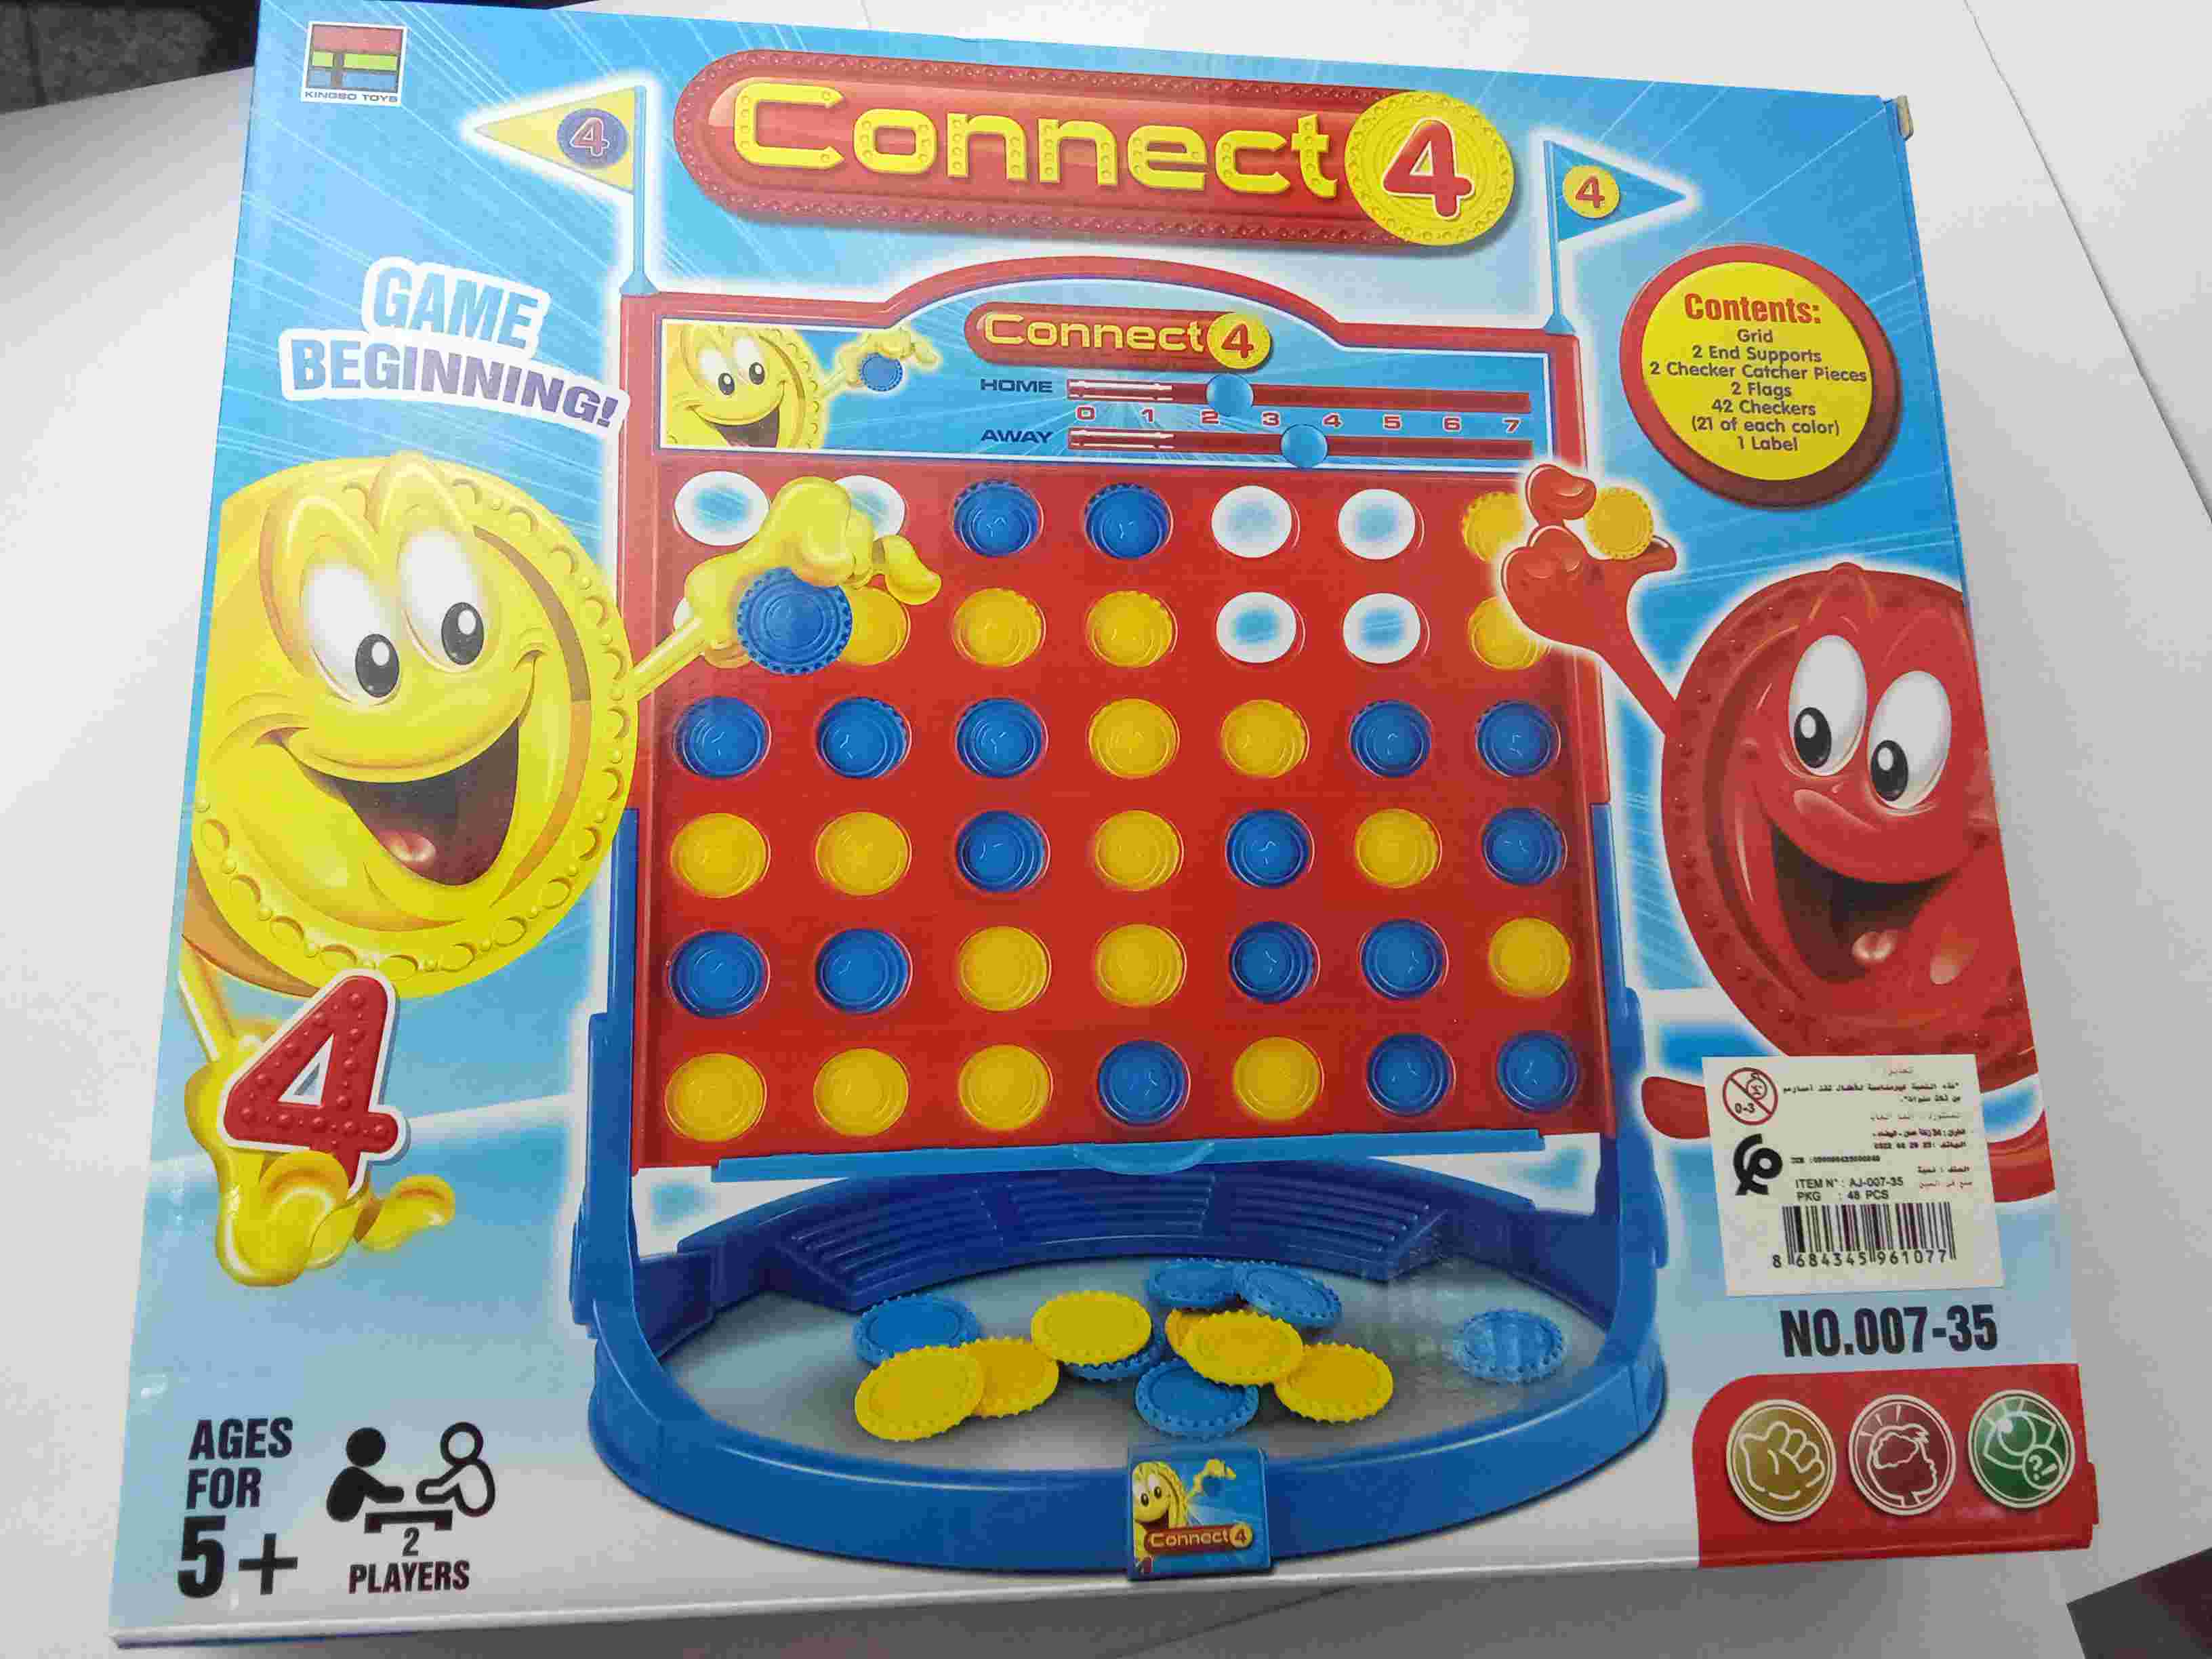 KINGSO TOYS
4
Connect 4
4
GAME
BEGINNING!
Connect 4
HOME
0 1 2 3 4 5 6 7
AWAY
Contents:
Grid
2 End Supports
2 Checker Catcher Pieces
2 Flags
42 Checkers
(21 of each color)
1 Label
4
0-3
ITEM N° : AJ-007-35
PKG : 48 PCS
8 684345 961077
NO.007-35
AGES
FOR
5+
2
PLAYERS
Connect 4